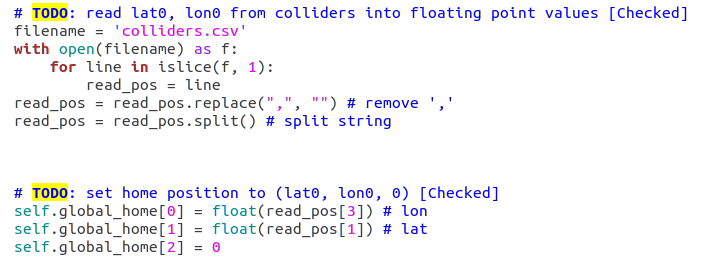 # TODO: read lat0, lon0 from colliders into floating point values [Checked]
filename = 'colliders.csv'
with open(filename) as f:
    for line in islice(f, 1):
        read_pos = line
read_pos = read_pos.replace(",", "") # remove ','
read_pos = read_pos.split() # split string
# TODO: set home position to (lat0, lon0, 0) [Checked]
self.global_home[0] = float(read_pos[3]) # lon
self.global_home[1] = float(read_pos[1]) # lat
self.global_home[2] = 0